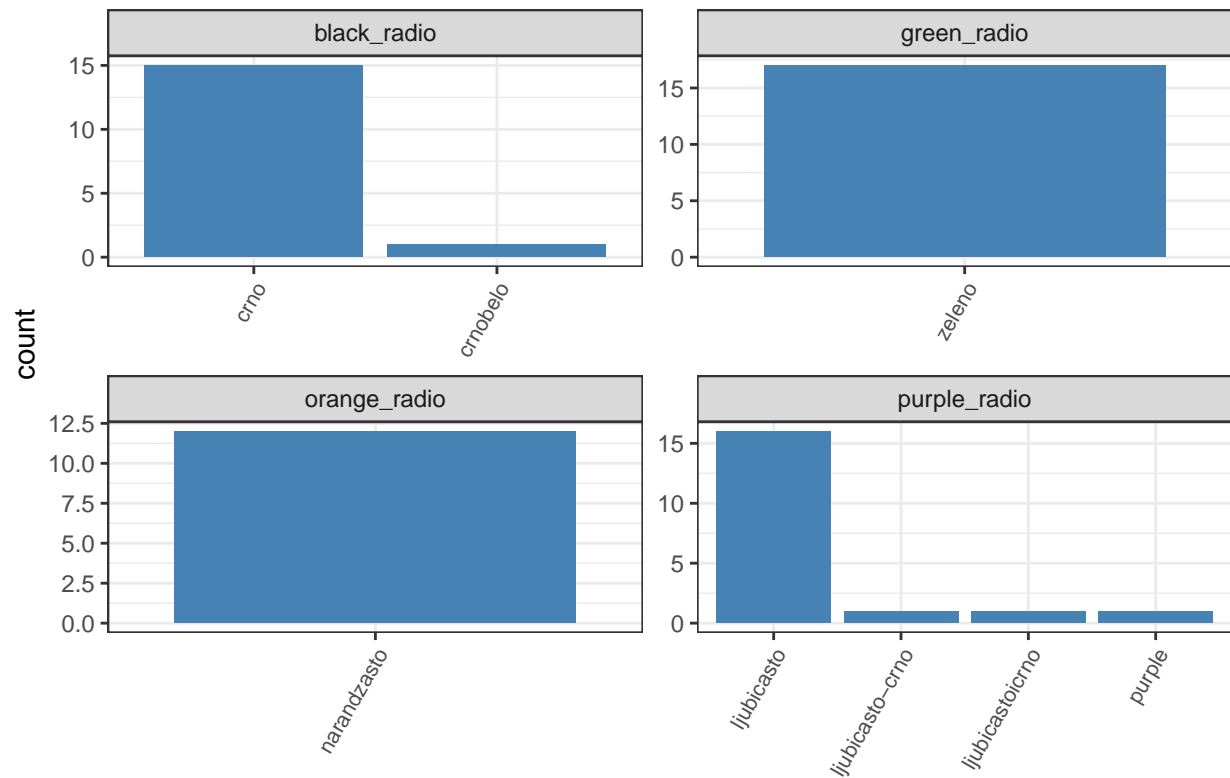 black_radio
green_radio
15
10
5
0
crno
crnobelo
15
10
5
0
zeleno
count
orange_radio
purple_radio
12.5
10.0
7.5
5.0
2.5
0.0
narandzasto
15
10
5
0
ljubicasto
ljubicasto-crno
ljubicastoicrno
purple